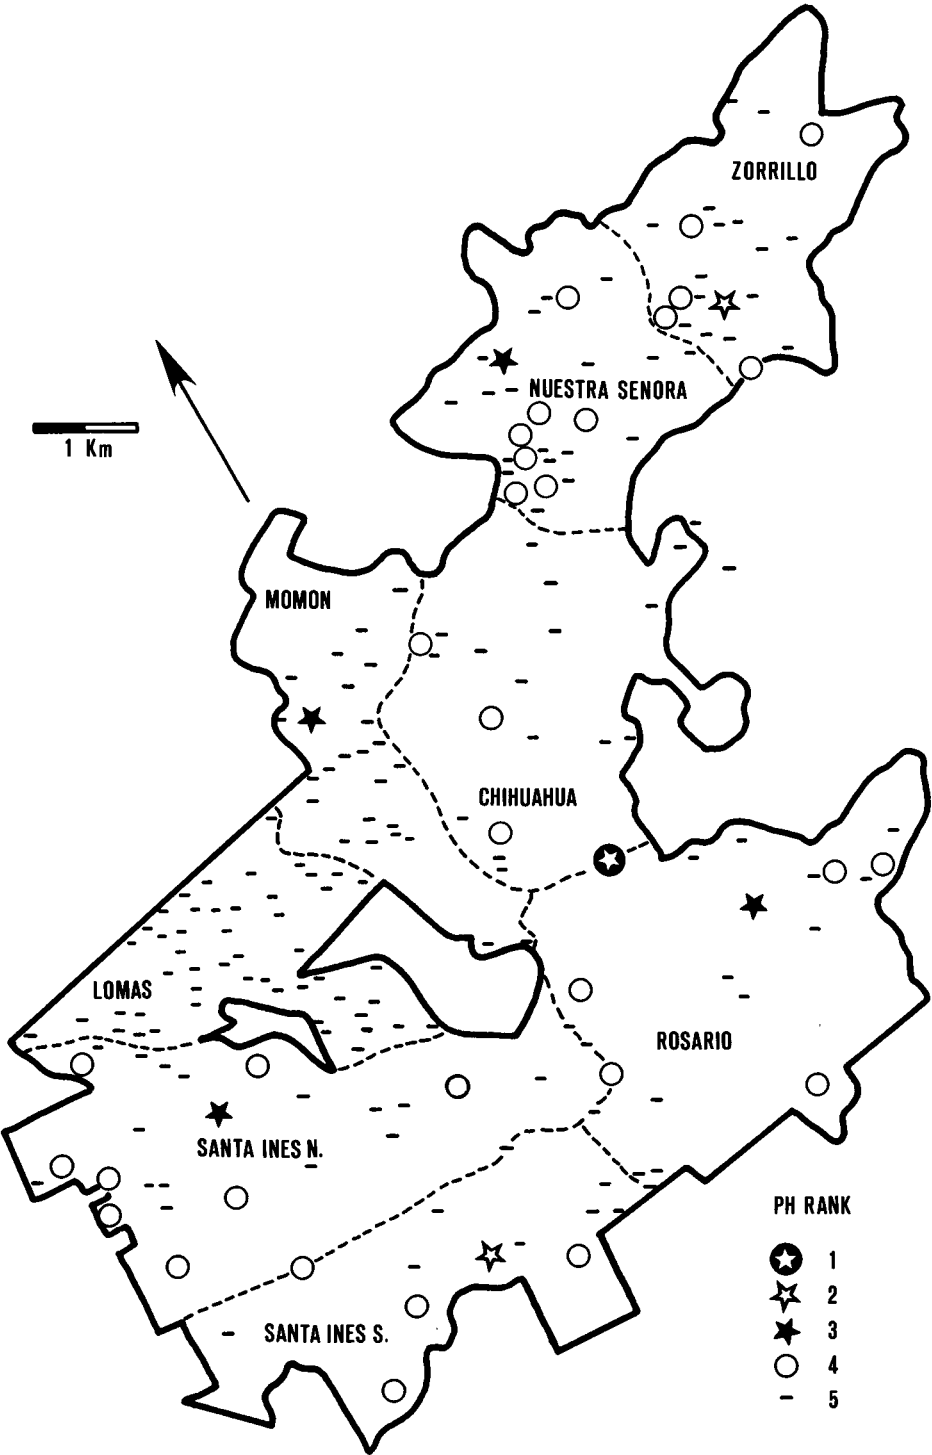 ZORRILLO
NUESTRA SENORA
1 Km
MOMON
CHIHUAHUA
LOMAS
ROSARIO
SANTA INES N.
PH RANK
1
2
3
4
5
SANTA INES S.